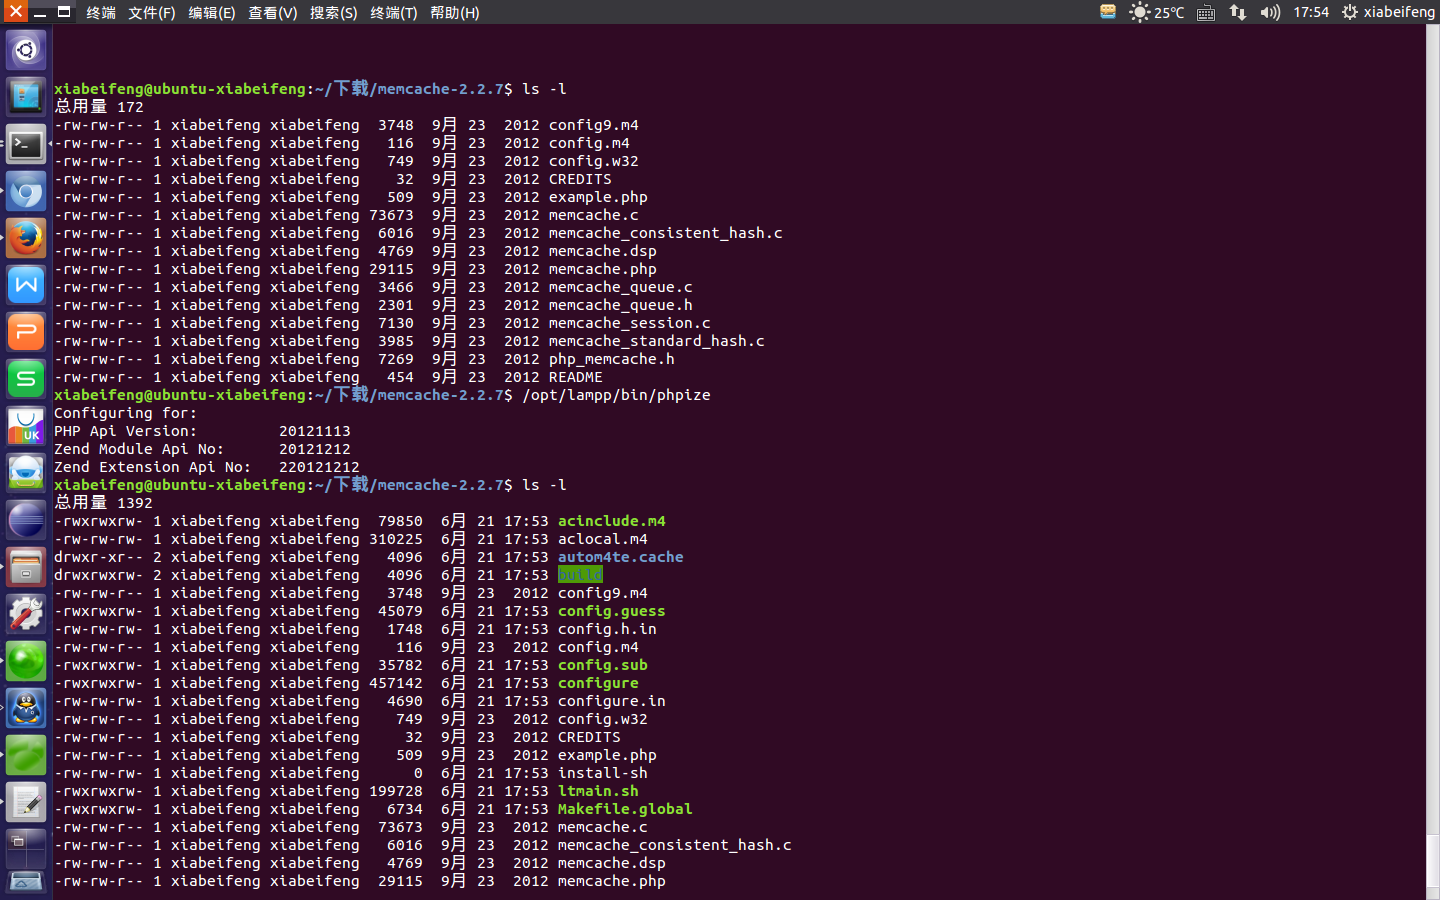 终端 文件(F) 编辑(E) 查看(V) 搜索(S) 终端(T) 帮助(H) 25℃ 17:54 xiabeifeng
xiabeifeng@ubuntu-xiabeifeng:~/下载/memcache-2.2.7$ ls -l
总用量 172
-rw-rw-r-- 1 xiabeifeng xiabeifeng  3748  9月 23  2012 config9.m4
-rw-rw-r-- 1 xiabeifeng xiabeifeng   116  9月 23  2012 config.m4
-rw-rw-r-- 1 xiabeifeng xiabeifeng   749  9月 23  2012 config.w32
-rw-rw-r-- 1 xiabeifeng xiabeifeng    32  9月 23  2012 CREDITS
-rw-rw-r-- 1 xiabeifeng xiabeifeng   509  9月 23  2012 example.php
-rw-rw-r-- 1 xiabeifeng xiabeifeng 73673  9月 23  2012 memcache.c
-rw-rw-r-- 1 xiabeifeng xiabeifeng  6016  9月 23  2012 memcache_consistent_hash.c
-rw-rw-r-- 1 xiabeifeng xiabeifeng  4769  9月 23  2012 memcache.dsp
-rw-rw-r-- 1 xiabeifeng xiabeifeng 29115  9月 23  2012 memcache.php
-rw-rw-r-- 1 xiabeifeng xiabeifeng  3466  9月 23  2012 memcache_queue.c
-rw-rw-r-- 1 xiabeifeng xiabeifeng  2301  9月 23  2012 memcache_queue.h
-rw-rw-r-- 1 xiabeifeng xiabeifeng  7130  9月 23  2012 memcache_session.c
-rw-rw-r-- 1 xiabeifeng xiabeifeng  3985  9月 23  2012 memcache_standard_hash.c
-rw-rw-r-- 1 xiabeifeng xiabeifeng  7269  9月 23  2012 php_memcache.h
-rw-rw-r-- 1 xiabeifeng xiabeifeng   454  9月 23  2012 README
xiabeifeng@ubuntu-xiabeifeng:~/下载/memcache-2.2.7$ /opt/lampp/bin/phpize
Configuring for:
PHP Api Version:         20121113
Zend Module Api No:      20121212
Zend Extension Api No:   220121212
xiabeifeng@ubuntu-xiabeifeng:~/下载/memcache-2.2.7$ ls -l
总用量 1392
-rwxrwxrw- 1 xiabeifeng xiabeifeng  79850  6月 21 17:53 acinclude.m4
-rw-rw-rw- 1 xiabeifeng xiabeifeng 310225  6月 21 17:53 aclocal.m4
drwxr-xr-- 2 xiabeifeng xiabeifeng   4096  6月 21 17:53 autom4te.cache
drwxrwxrw- 2 xiabeifeng xiabeifeng   4096  6月 21 17:53 build
-rw-rw-r-- 1 xiabeifeng xiabeifeng   3748  9月 23  2012 config9.m4
-rwxrwxrw- 1 xiabeifeng xiabeifeng  45079  6月 21 17:53 config.guess
-rw-rw-rw- 1 xiabeifeng xiabeifeng   1748  6月 21 17:53 config.h.in
-rw-rw-r-- 1 xiabeifeng xiabeifeng    116  9月 23  2012 config.m4
-rwxrwxrw- 1 xiabeifeng xiabeifeng  35782  6月 21 17:53 config.sub
-rwxrwxrw- 1 xiabeifeng xiabeifeng 457142  6月 21 17:53 configure
-rw-rw-rw- 1 xiabeifeng xiabeifeng   4690  6月 21 17:53 configure.in
-rw-rw-r-- 1 xiabeifeng xiabeifeng    749  9月 23  2012 config.w32
-rw-rw-r-- 1 xiabeifeng xiabeifeng     32  9月 23  2012 CREDITS
-rw-rw-r-- 1 xiabeifeng xiabeifeng    509  9月 23  2012 example.php
-rw-rw-rw- 1 xiabeifeng xiabeifeng      0  6月 21 17:53 install-sh
-rwxrwxrw- 1 xiabeifeng xiabeifeng 199728  6月 21 17:53 ltmain.sh
-rwxrwxrw- 1 xiabeifeng xiabeifeng   6734  6月 21 17:53 Makefile.global
-rw-rw-r-- 1 xiabeifeng xiabeifeng  73673  9月 23  2012 memcache.c
-rw-rw-r-- 1 xiabeifeng xiabeifeng   6016  9月 23  2012 memcache_consistent_hash.c
-rw-rw-r-- 1 xiabeifeng xiabeifeng   4769  9月 23  2012 memcache.dsp
-rw-rw-r-- 1 xiabeifeng xiabeifeng  29115  9月 23  2012 memcache.php
UK